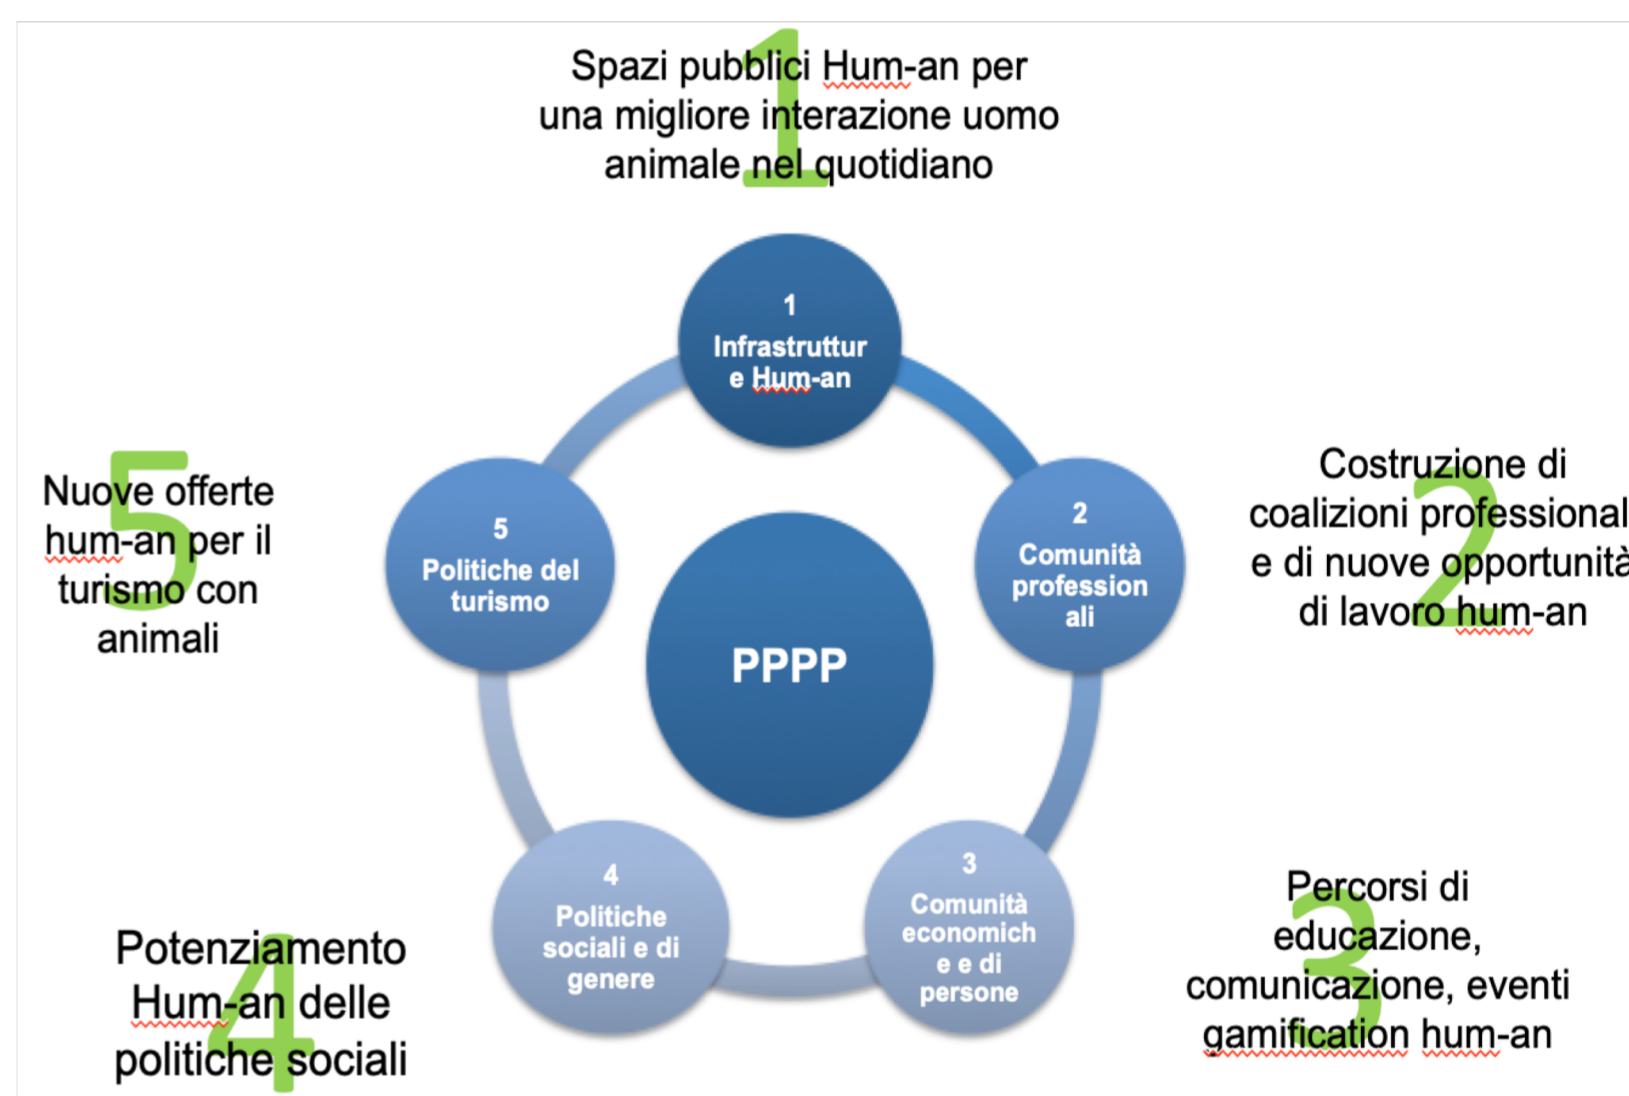 1
Spazi pubblici Hum-an per
una migliore interazione uomo
animale nel quotidiano
1
Infrastruttur
e Hum-an
2
Comunità
profession
ali
3
Comunità
economich
e e di
persone
4
Politiche
sociali e di
genere
5
Politiche del
turismo
PPPP
2
Costruzione di
coalizioni professional
e di nuove opportunità
di lavoro hum-an
3
Percorsi di
educazione,
comunicazione, eventi
gamification hum-an
4
Potenziamento
Hum-an delle
politiche sociali
5
Nuove offerte
hum-an per il
turismo con
animali